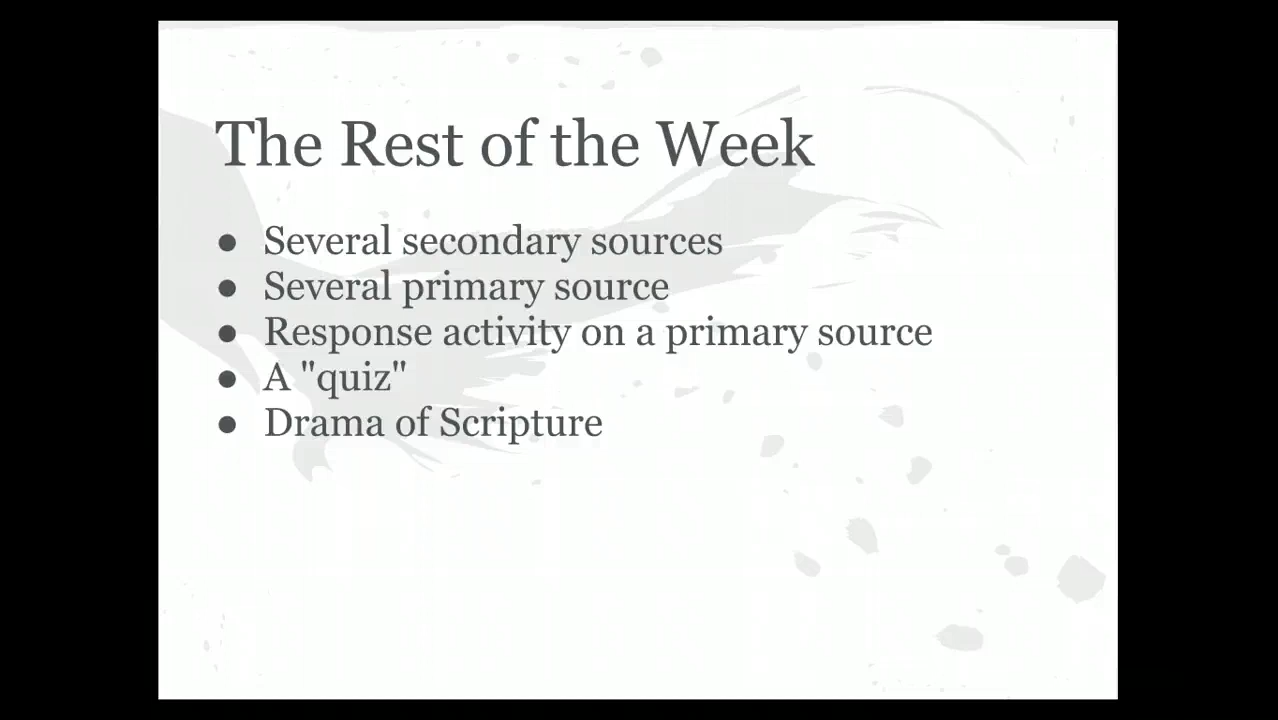 The Rest of the Week
● Several secondary sources
● Several primary source
● Response activity on a primary source
● A "quiz"
● Drama of Scripture